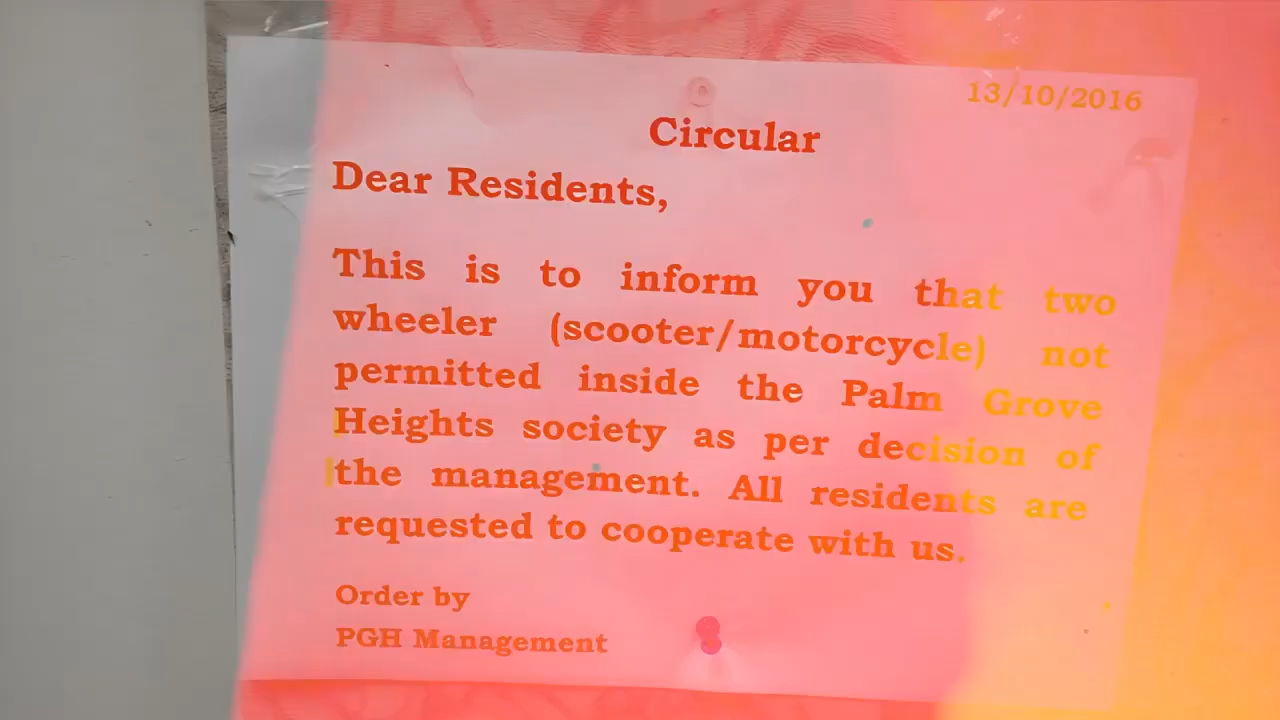 13/10/2016
Circular
Dear Residents,
This is to inform you that two
wheeler (scooter/motorcycle) not
permitted inside the Palm Grove
Heights society as per decision of
the management. All residents are
requested to cooperate with us.
Order by
PGH Management